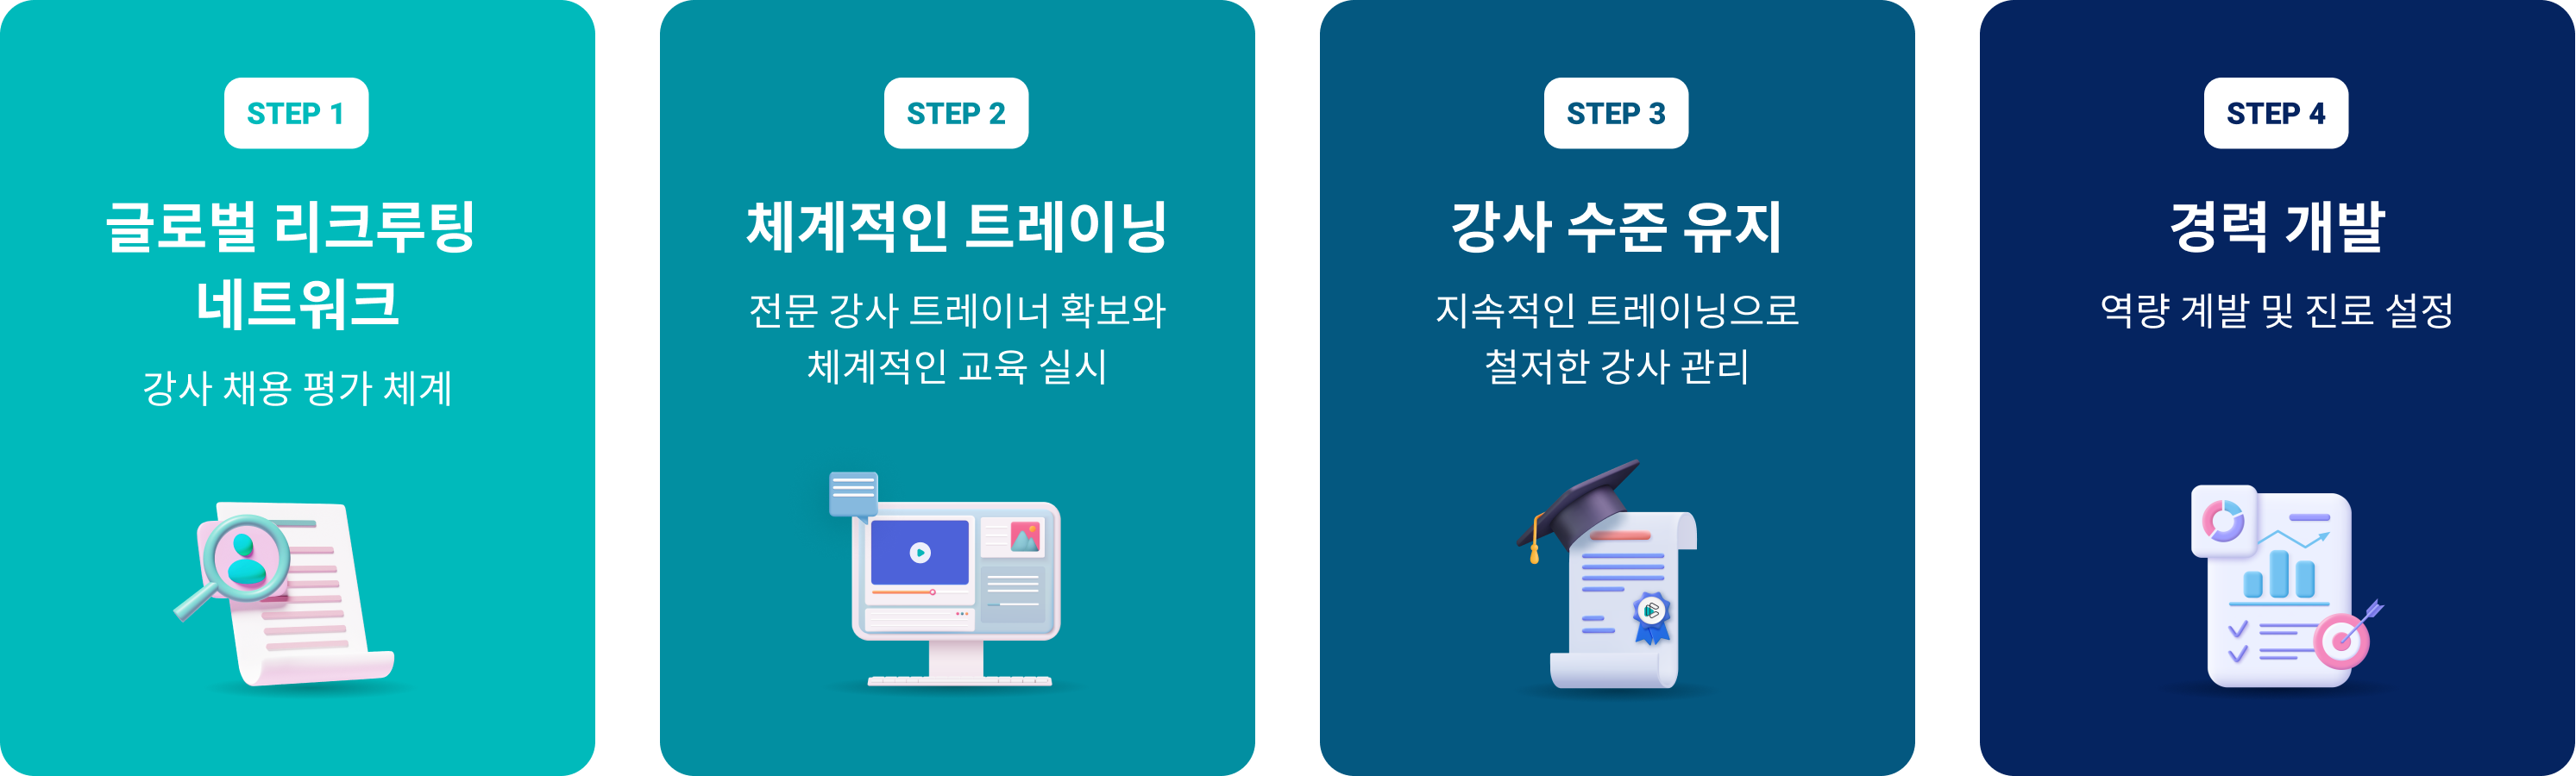 STEP 1
글로벌 리크루팅
네트워크
강사 채용 평가 체계
STEP 2
체계적인 트레이닝
전문 강사 트레이너 확보와
체계적인 교육 실시
STEP 3
강사 수준 유지
지속적인 트레이닝으로
철저한 강사 관리
STEP 4
경력 개발
역량 계발 및 진로 설정